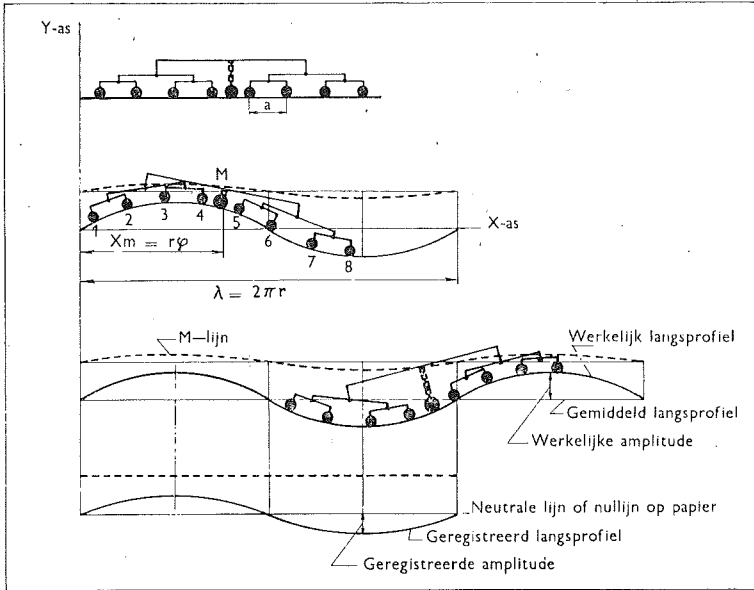 Y-as
a
M
1
2
3
4
5
6
7
8
X-as
Xm = rφ
λ = 2πr
M-lijn
Werkelijk langsprofiel
Gemiddeld langsprofiel
Werkelijke amplitude
Neutrale lijn of nullijn op papier
Geregistreerd langsprofiel
Geregistreerde amplitude